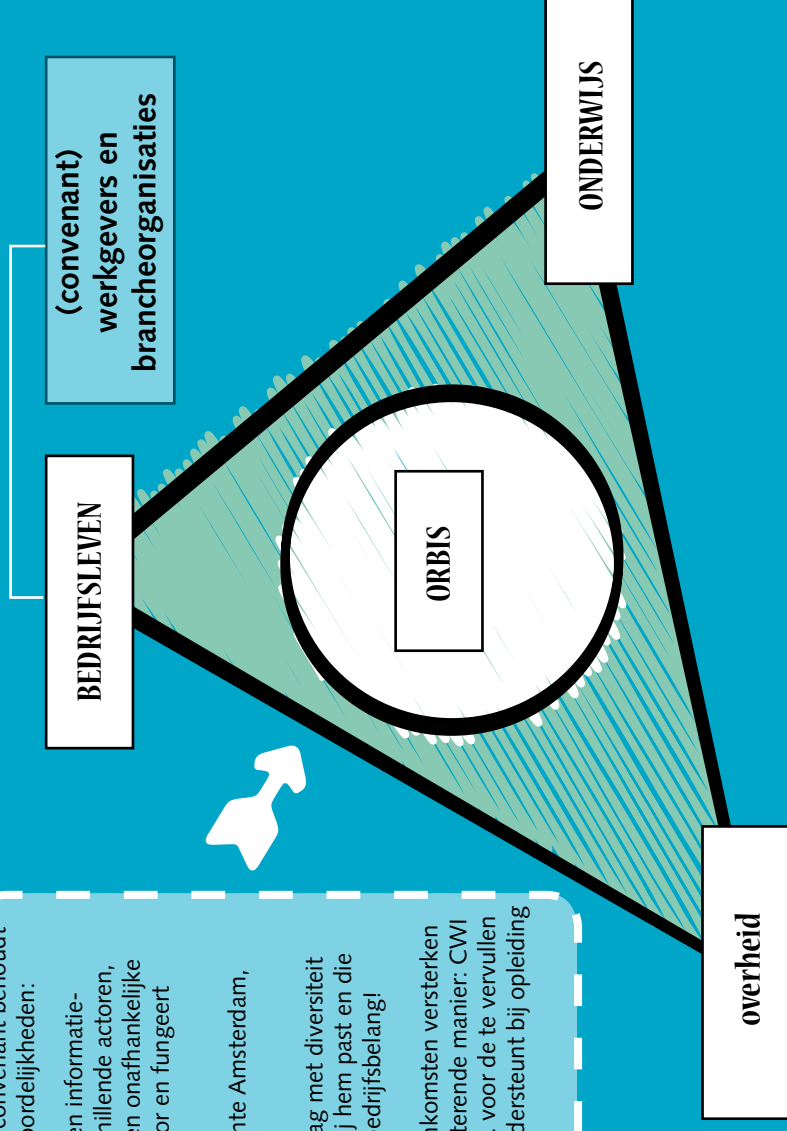 convenant behoudt
oordelijkheden:
en informatie-
hillende actoren,
en onafhankelijke
or en fungeert
nte Amsterdam,
ag met diversiteit
j hem past en die
edrijfsbelang!
nkomsten versterken
terende manier: CWI
voor de te vervullen
dersteunt bij opleiding
BEDRIJFSLEVEN
(convenant)
werkgevers en
brancheorganisaties
ORBIS
ONDERWIJS
overheid